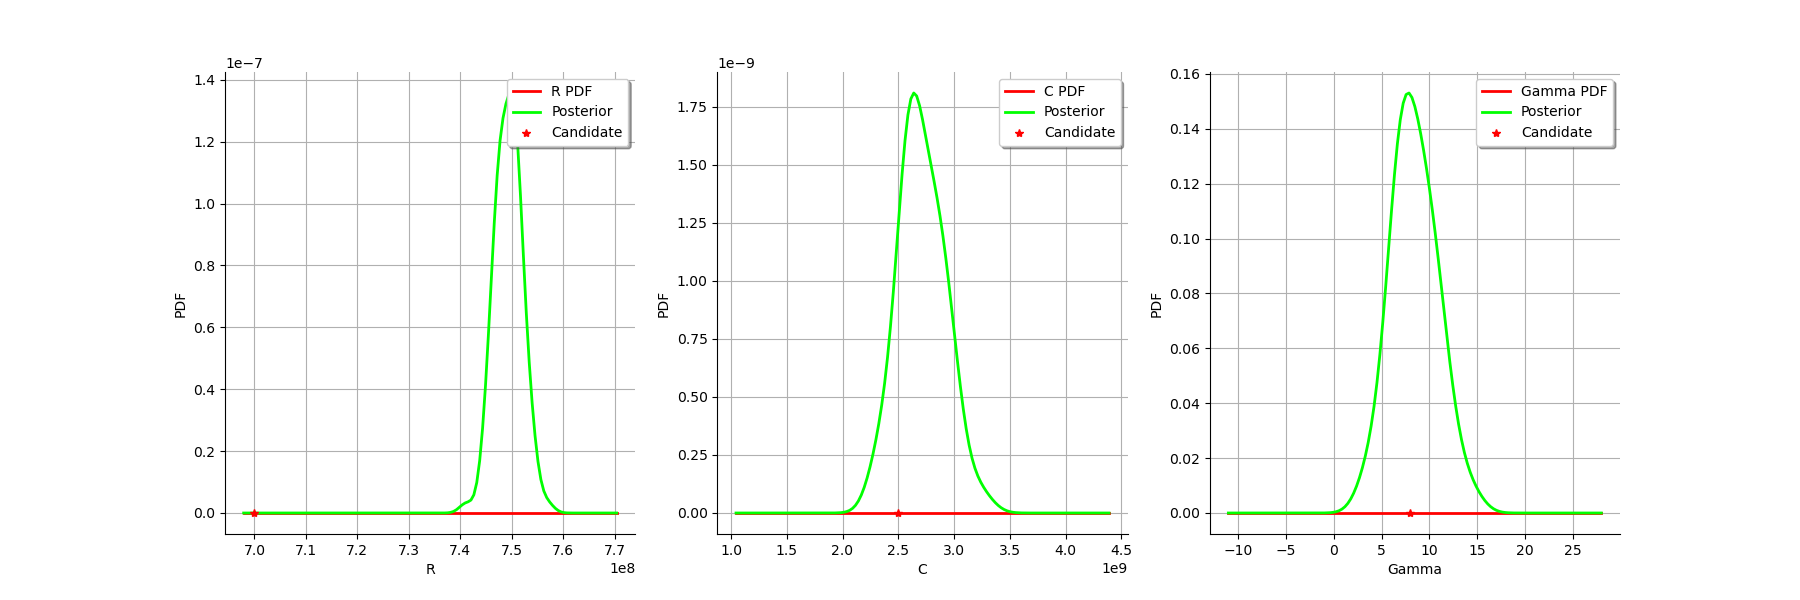 1e−7
1.4
1.2
1.0
0.8
0.6
0.4
0.2
0.0
PDF
7.0 7.1 7.2 7.3 7.4 7.5 7.6 7.7
1e8
R
R PDF
Posterior
Candidate
1e−9
1.75
1.50
1.25
1.00
0.75
0.50
0.25
0.00
PDF
1.0 1.5 2.0 2.5 3.0 3.5 4.0 4.5
1e9
C
C PDF
Posterior
Candidate
0.16
0.14
0.12
0.10
0.08
0.06
0.04
0.02
0.00
PDF
−10 −5 0 5 10 15 20 25
Gamma
Gamma PDF
Posterior
Candidate